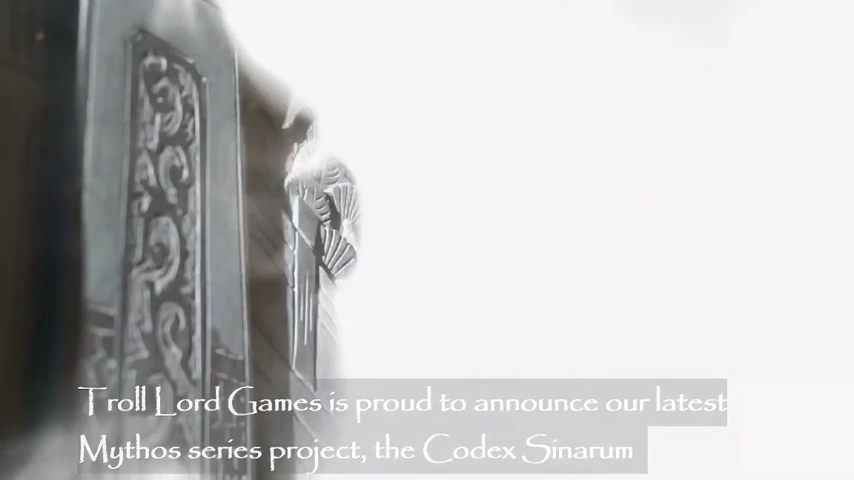 Troll Lord Games is proud to announce our latest
Mythos series project, the Codex Sinarum